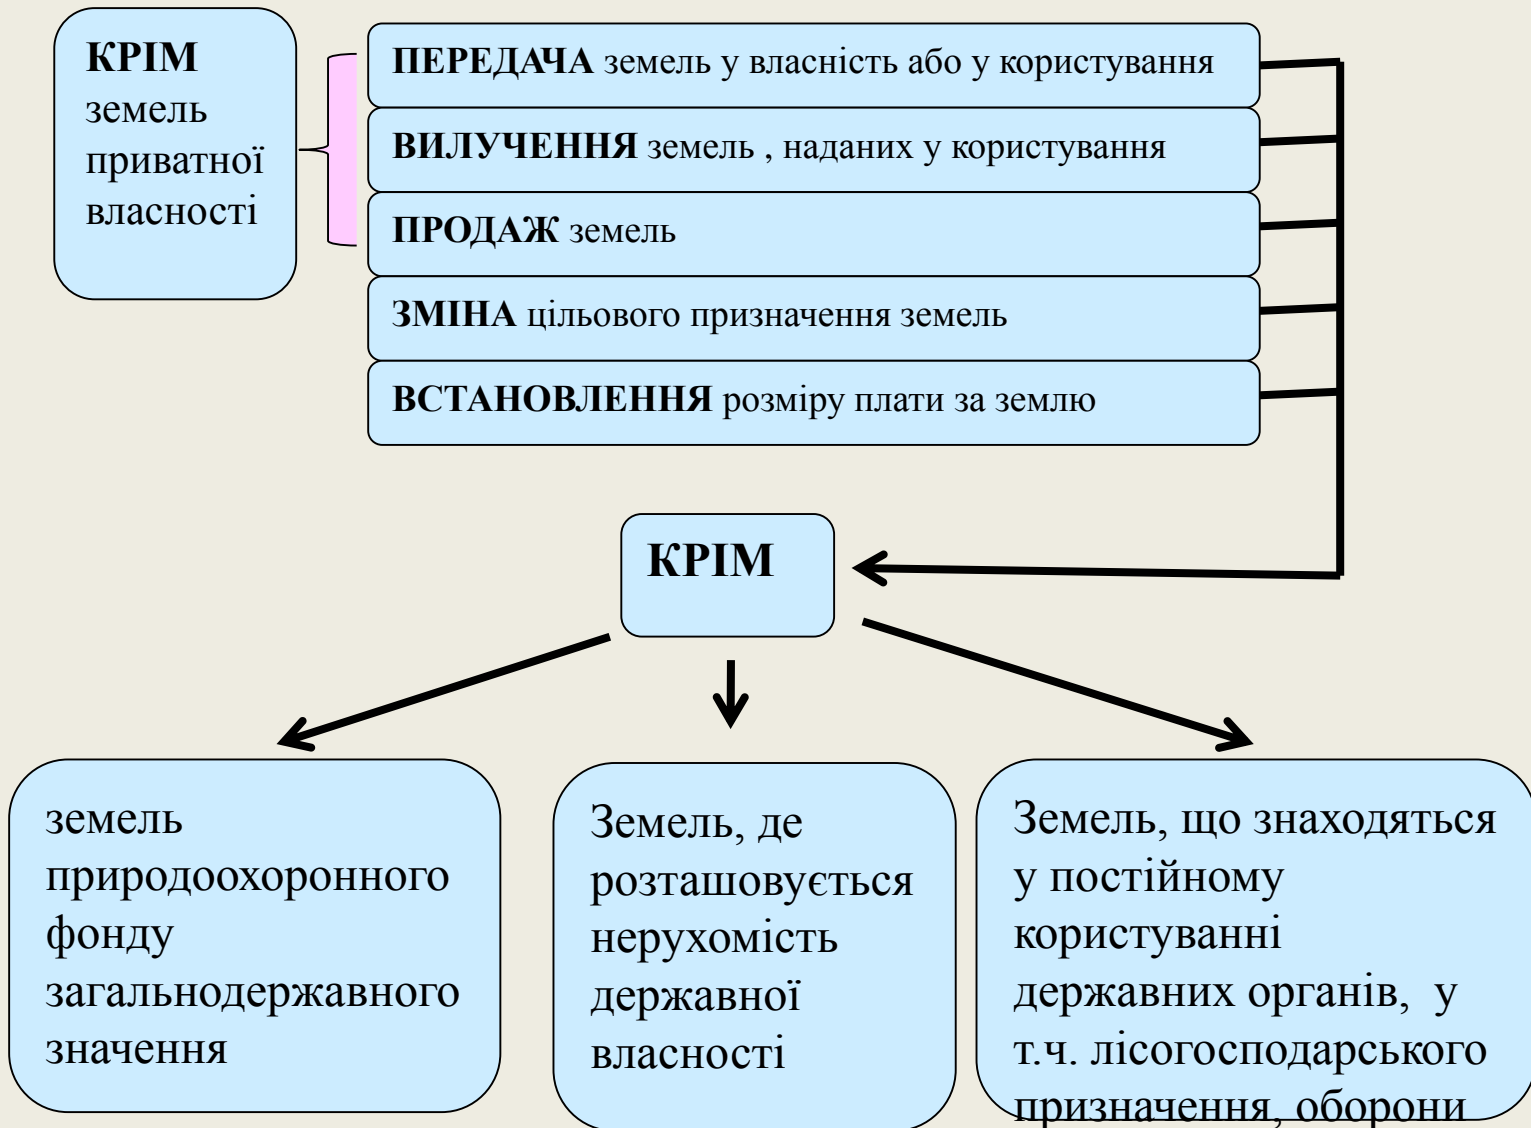 КРІМ
земель
приватної
власності
ПЕРЕДАЧА земель у власність або у користування
ВИЛУЧЕННЯ земель , наданих у користування
ПРОДАЖ земель
ЗМІНА цільового призначення земель
ВСТАНОВЛЕННЯ розміру плати за землю
КРІМ
земель
природоохоронного
фонду
загальнодержавного
значення
Земель, де
розташовується
нерухомість
державної
власності
Земель, що знаходяться
у постійному
користуванні
державних органів, у
т.ч. лісогосподарського
призначення, оборони